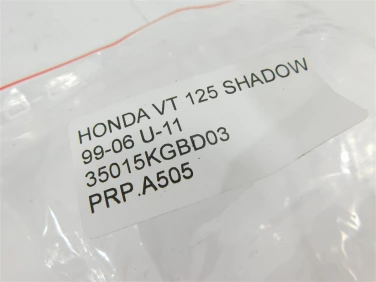 HONDA VT 125 SHADOW
99-06 U-11
35015KGBD03
PRP.A505